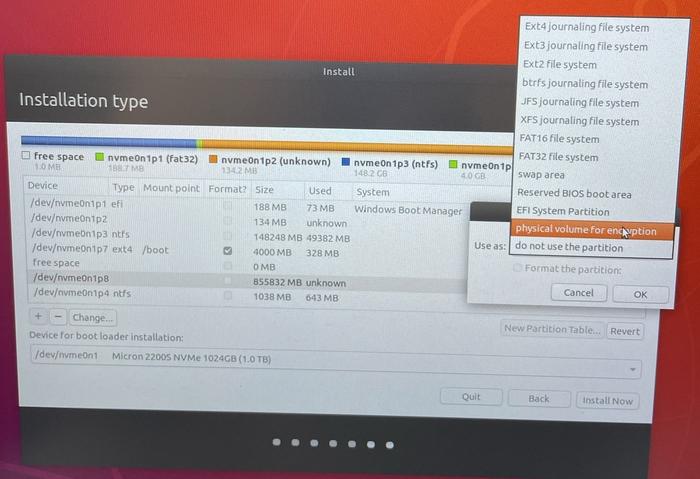 Install
Installation type
free space nvme0n1p1 (fat32) nvme0n1p2 (unknown) nvme0n1p3 (ntfs) nvme0n1p
1.0 MB 188.7 MB 134.2 MB 148.2 GB 4.0 GB
Device Type Mount point Format? Size Used System
/dev/nvme0n1p1 efi 188 MB 73 MB Windows Boot Manager
/dev/nvme0n1p2 134 MB unknown
/dev/nvme0n1p3 ntfs 148248 MB 49382 MB
/dev/nvme0n1p7 ext4 /boot 4000 MB 328 MB
free space 0 MB
/dev/nvme0n1p8 855832 MB unknown
/dev/nvme0n1p4 ntfs 1038 MB 643 MB
+ − Change... New Partition Table... Revert
Device for boot loader installation:
/dev/nvme0n1 Micron 2200S NVMe 1024GB (1.0 TB)
Quit Back Install Now
Ext4 journaling file system
Ext3 journaling file system
Ext2 file system
btrfs journaling file system
JFS journaling file system
XFS journaling file system
FAT16 file system
FAT32 file system
swap area
Reserved BIOS boot area
EFI System Partition
physical volume for encryption
do not use the partition
Use as:
Format the partition:
Cancel OK